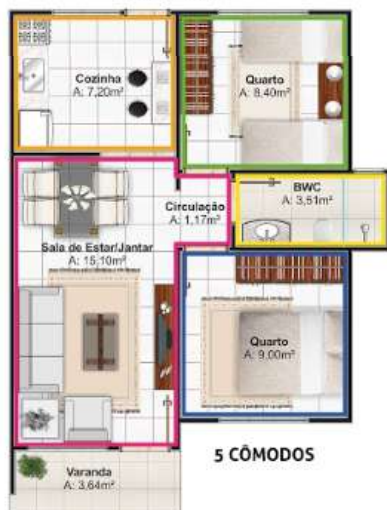 Cozinha
A: 7,20m²
Quarto
A: 8,40m²
Circulação
A: 1,17m²
BWC
A: 3,51m²
Sala de Estar/Jantar
A: 15,10m²
Quarto
A: 9,00m²
5 CÔMODOS
Varanda
A: 3,64m²